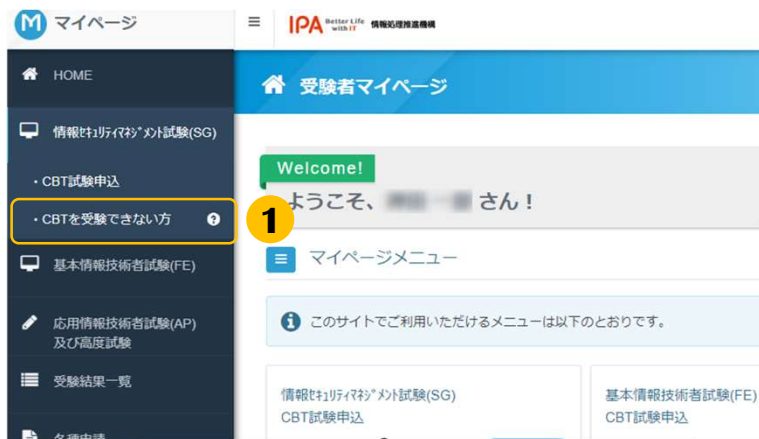 M マイページ
HOME
情報ｾｷｭﾘﾃｨﾏﾈｼﾞﾒﾝﾄ試験(SG)
・CBT試験申込
・CBTを受験できない方 ?
基本情報技術者試験(FE)
応用情報技術者試験(AP)
及び高度試験
受験結果一覧
各種申請
IPA Better Life
with IT 情報処理推進機構
受験者マイページ
Welcome!
ようこそ、 さん！
1
マイページメニュー
このサイトでご利用いただけるメニューは以下のとおりです。
情報ｾｷｭﾘﾃｨﾏﾈｼﾞﾒﾝﾄ試験(SG)
CBT試験申込
基本情報技術者試験(FE)
CBT試験申込